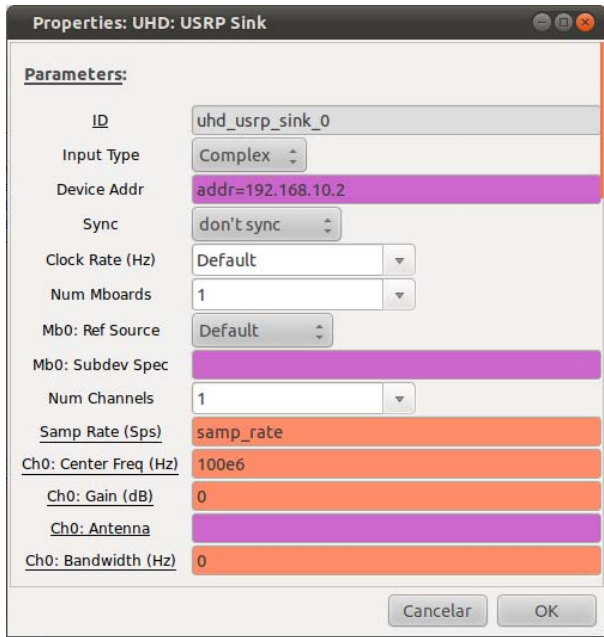 Properties: UHD: USRP Sink
Parameters:
ID uhd_usrp_sink_0
Input Type Complex
Device Addr addr=192.168.10.2
Sync don't sync
Clock Rate (Hz) Default
Num Mboards 1
Mb0: Ref Source Default
Mb0: Subdev Spec
Num Channels 1
Samp Rate (Sps) samp_rate
Ch0: Center Freq (Hz) 100e6
Ch0: Gain (dB) 0
Ch0: Antenna
Ch0: Bandwidth (Hz) 0
Cancelar OK